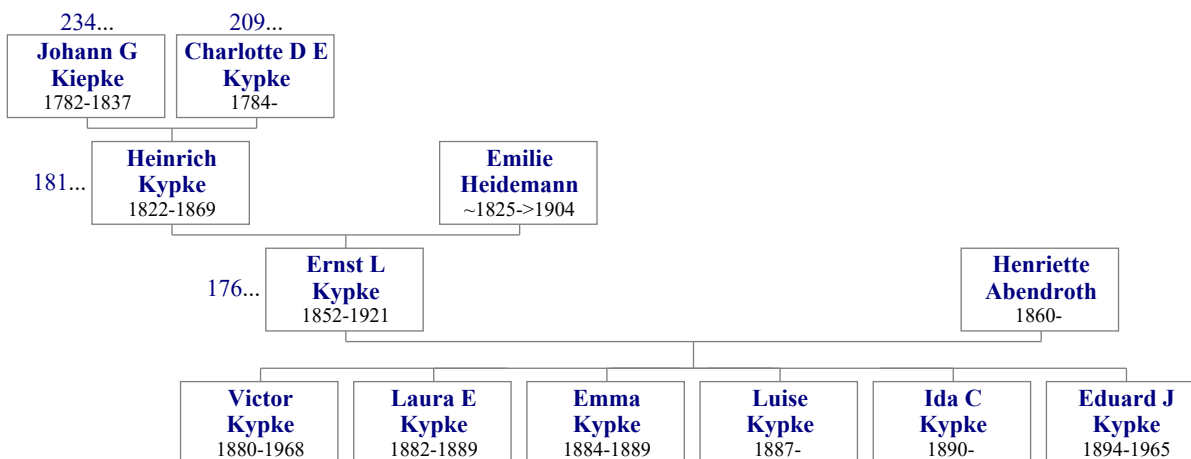 234...
209...
Johann G
Kiepke
1782-1837
Charlotte D E
Kypke
1784-
181...
Heinrich
Kypke
1822-1869
Emilie
Heidemann
~1825->1904
176...
Ernst L
Kypke
1852-1921
Henriette
Abendroth
1860-
Victor
Kypke
1880-1968
Laura E
Kypke
1882-1889
Emma
Kypke
1884-1889
Luise
Kypke
1887-
Ida C
Kypke
1890-
Eduard J
Kypke
1894-1965